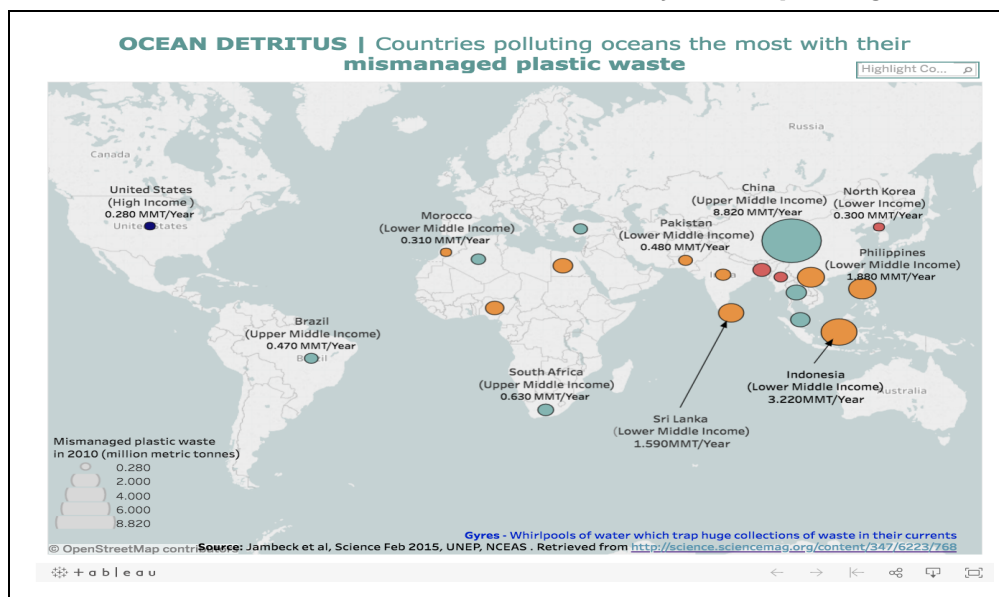 OCEAN DETRITUS | Countries polluting oceans the most with their
mismanaged plastic waste
Highlight Co...
Russia
Canada
United States
(High Income )
0.280 MMT/Year
United States
Morocco
(Lower Middle Income)
0.310 MMT/Year
China
(Upper Middle Income)
8.820 MMT/Year
North Korea
(Lower Income)
0.300 MMT/Year
Pakistan
(Lower Middle Income)
0.480 MMT/Year
Philippines
(Lower Middle Income)
1.880 MMT/Year
Brazil
(Upper Middle Income)
0.470 MMT/Year
South Africa
(Upper Middle Income)
0.630 MMT/Year
Indonesia
(Lower Middle Income)
3.220MMT/Year
Australia
Sri Lanka
(Lower Middle Income)
1.590MMT/Year
Mismanaged plastic waste
in 2010 (million metric tonnes)
0.280
2.000
4.000
6.000
8.820
Gyres - Whirlpools of water which trap huge collections of waste in their currents
© OpenStreetMap contri
Source: Jambeck et al, Science Feb 2015, UNEP, NCEAS . Retrieved from http://science.sciencemag.org/content/347/6223/768
+ a b | e a u